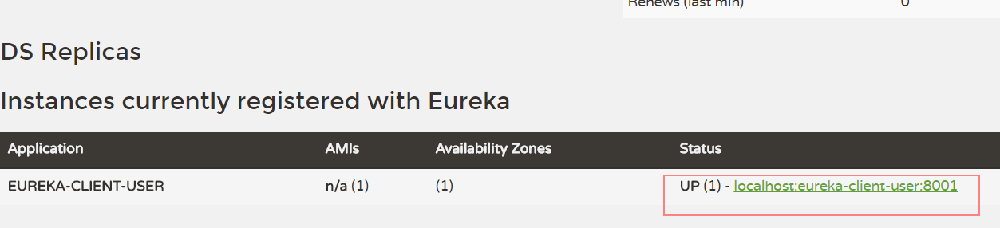 Renews (last min) 0
DS Replicas
Instances currently registered with Eureka
Application AMIs Availability Zones Status
EUREKA-CLIENT-USER n/a (1) (1) UP (1) - localhost:eureka-client-user:8001